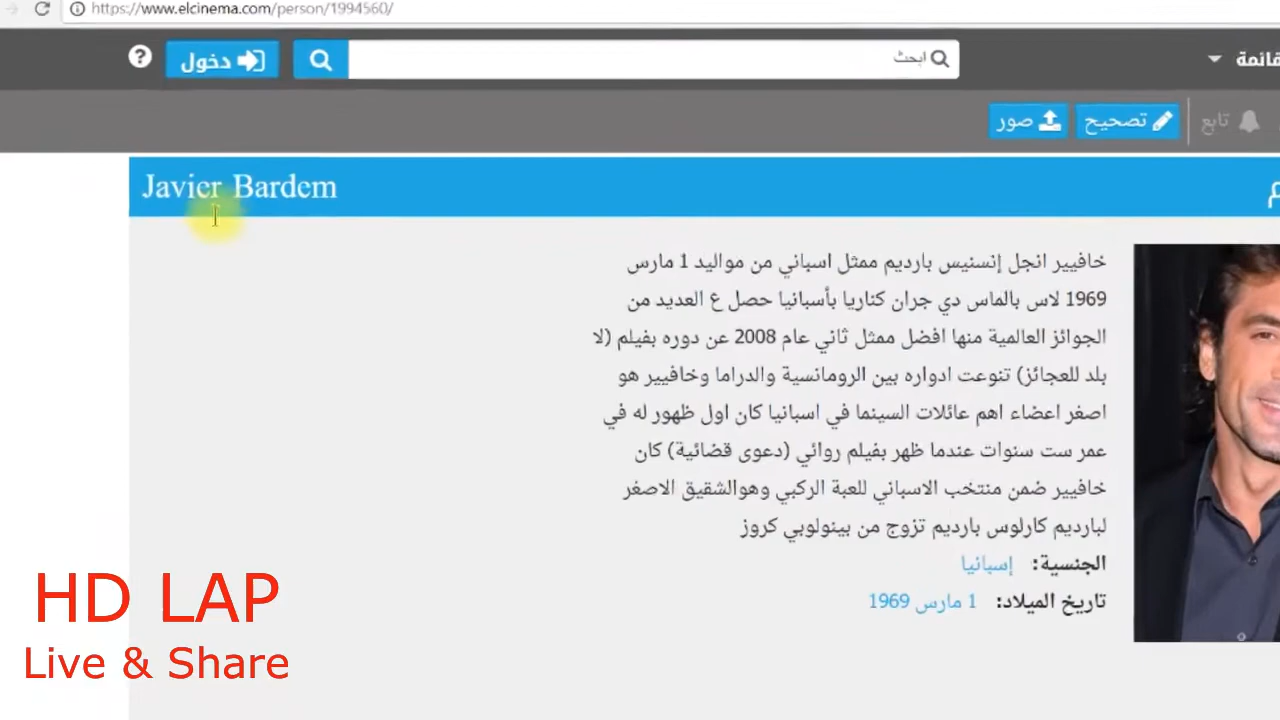 https://www.elcinema.com/person/1994560/
قائمة
ابحث
دخول
?
تابع
تصحيح
صور
Javier Bardem
خافيير انجل إنسنيس بارديم ممثل اسباني من مواليد 1 مارس
1969 لاس بالماس دي جران كناريا بأسبانيا حصل ع العديد من
الجوائز العالمية منها افضل ممثل ثاني عام 2008 عن دوره بفيلم (لا
بلد للعجائز) تنوعت ادواره بين الرومانسية والدراما وخافيير هو
اصغر اعضاء اهم عائلات السينما في اسبانيا كان اول ظهور له في
عمر ست سنوات عندما ظهر بفيلم روائي (دعوى قضائية) كان
خافيير ضمن منتخب الاسباني للعبة الركبي وهوالشقيق الاصغر
لبارديم كارلوس بارديم تزوج من بينولوبي كروز
الجنسية: إسبانيا
تاريخ الميلاد: 1 مارس 1969
HD LAP
Live & Share